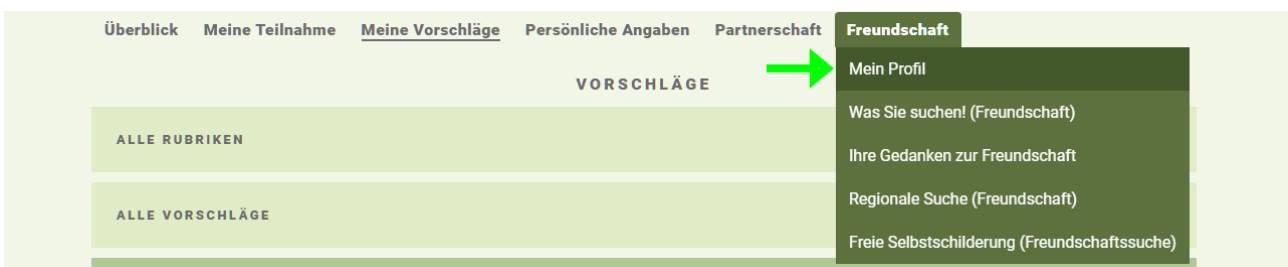 Überblick Meine Teilnahme Meine Vorschläge Persönliche Angaben Partnerschaft Freundschaft
Mein Profil
Was Sie suchen! (Freundschaft)
Ihre Gedanken zur Freundschaft
Regionale Suche (Freundschaft)
Freie Selbstschilderung (Freundschaftssuche)
VORSCHLÄGE
ALLE RUBRIKEN
ALLE VORSCHLÄGE